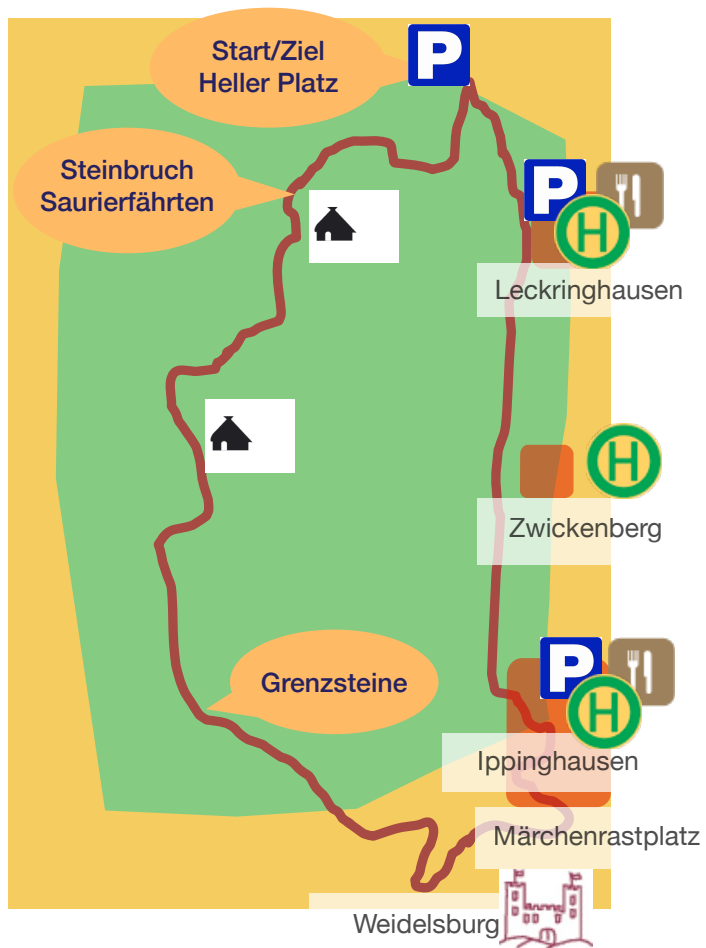 Start/Ziel
Heller Platz
P
Steinbruch
Saurierfährten
P
H
Leckringhausen
H
Zwickenberg
P
Grenzsteine
H
Ippinghausen
Märchenrastplatz
Weidelsburg